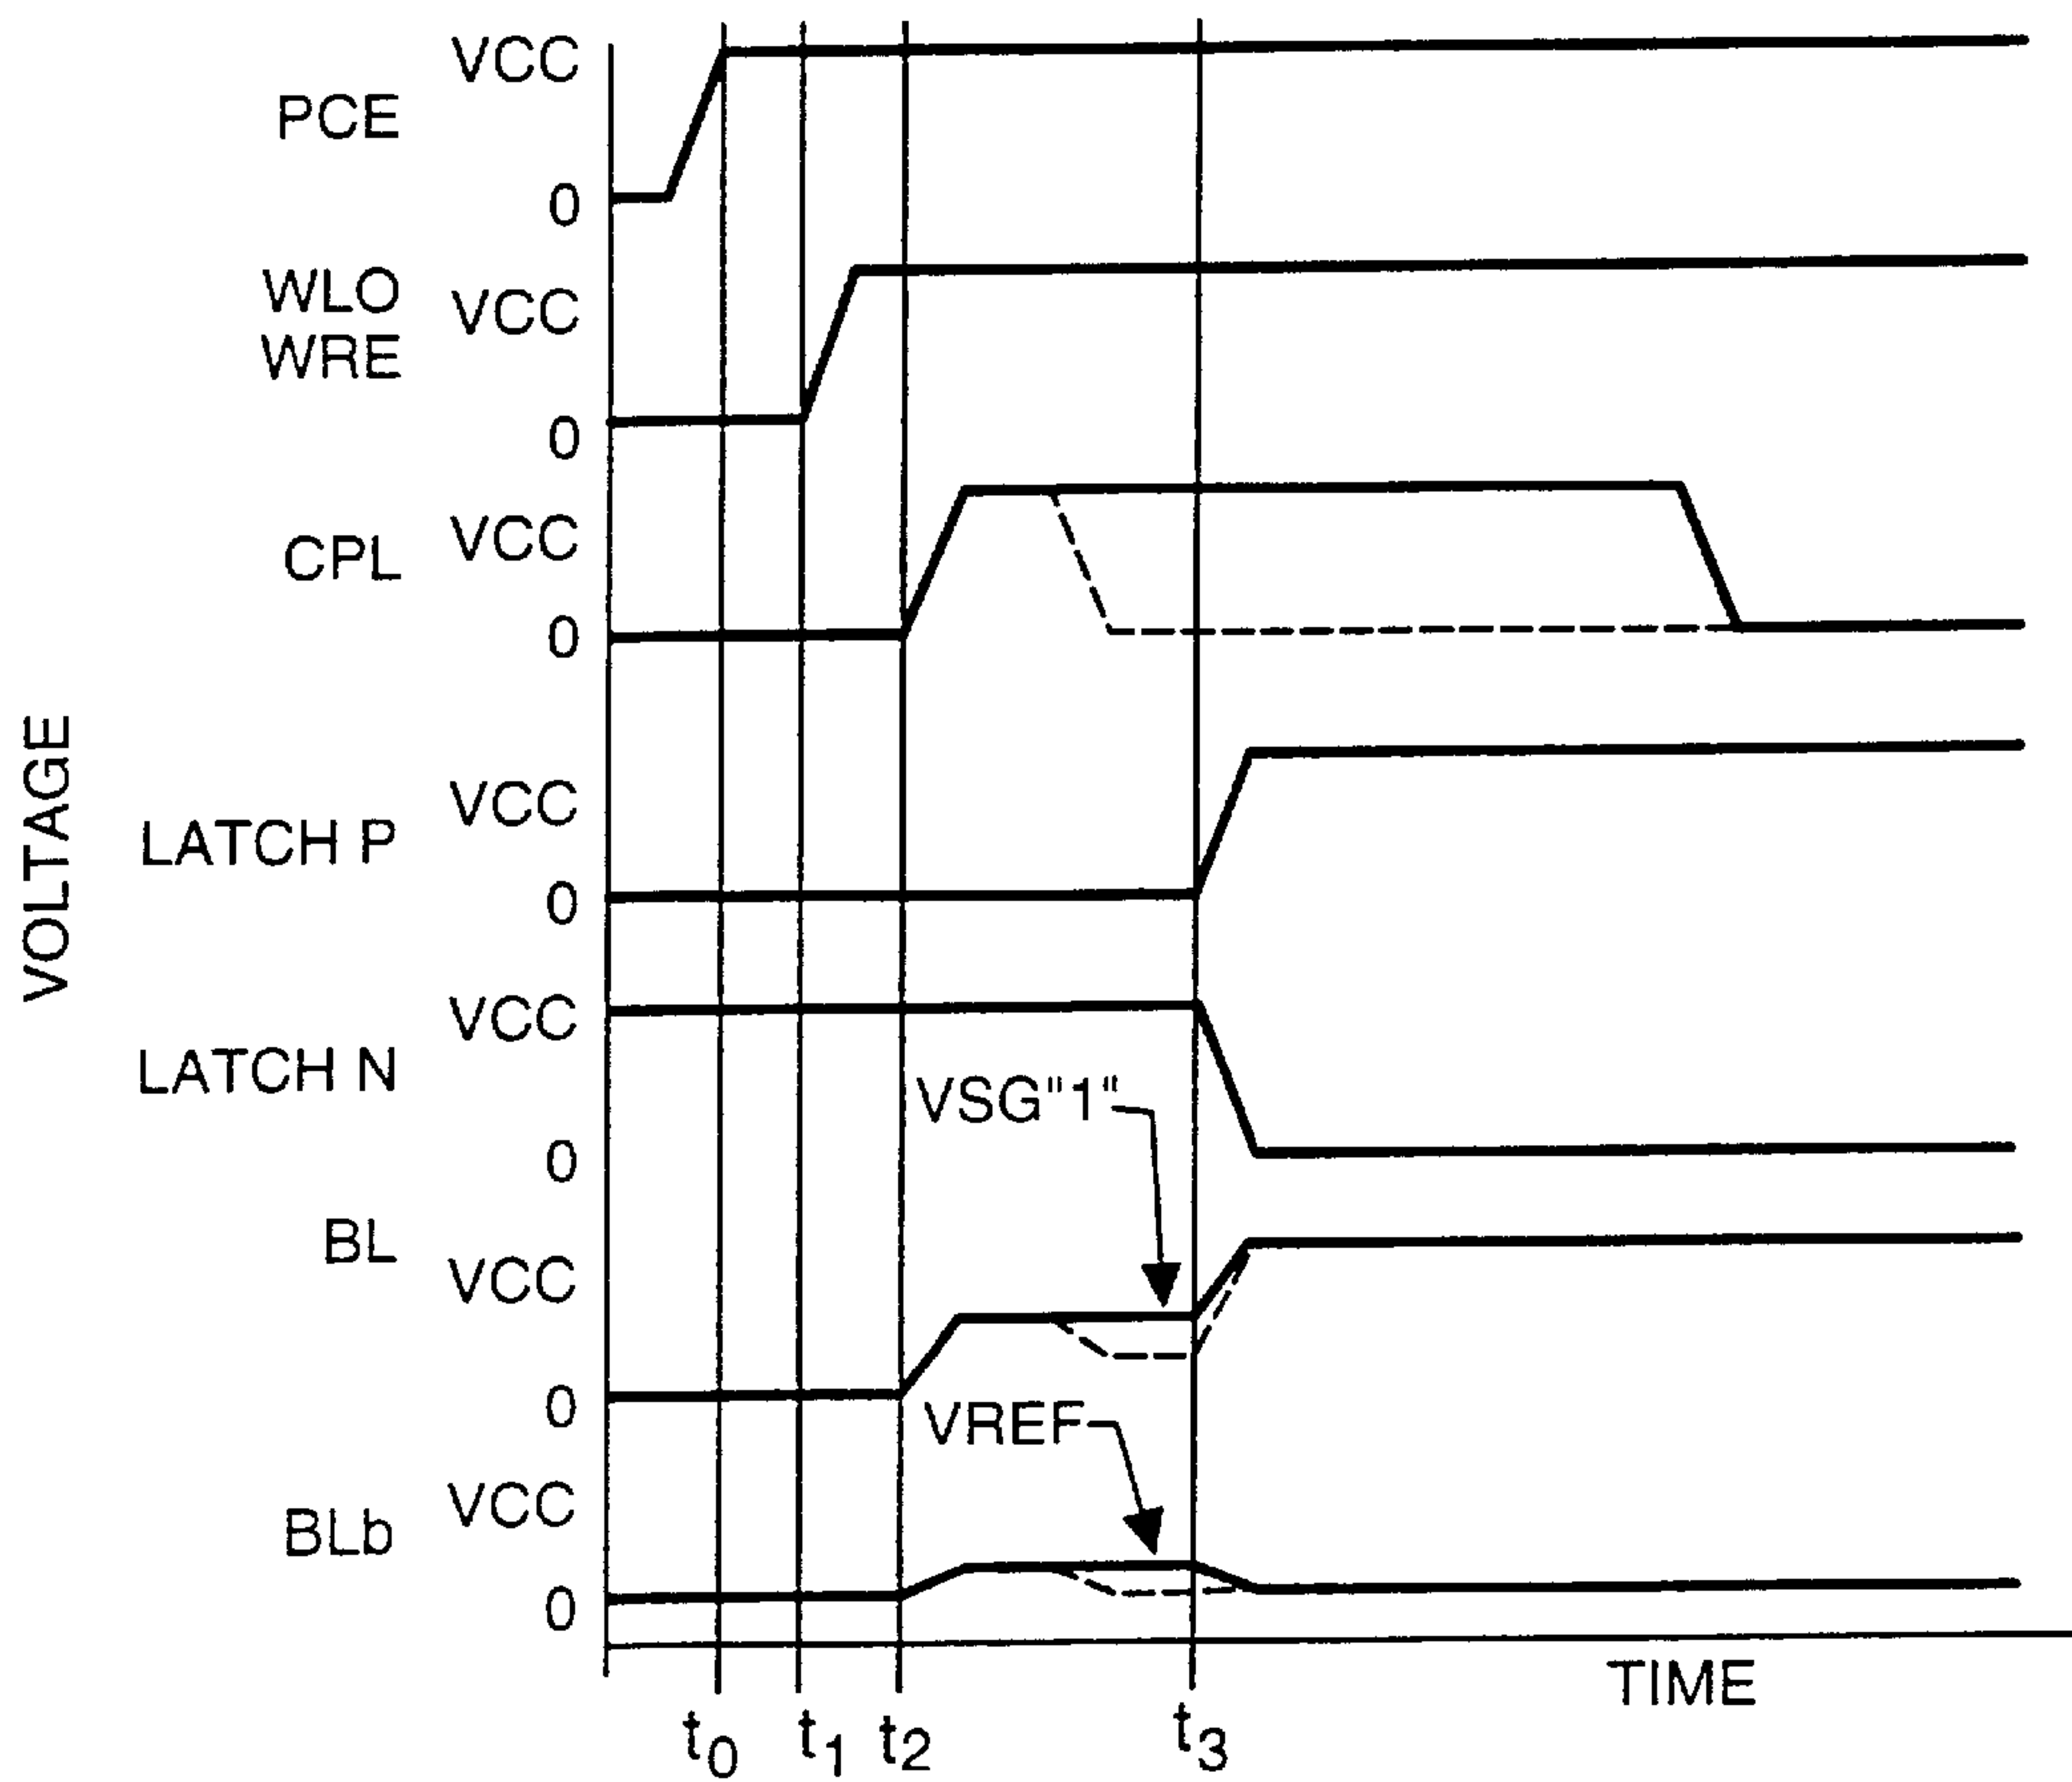 VCC
PCE
0
WLO
VCC
WRE
0
VCC
CPL
0
VOLTAGE
VCC
LATCH P
0
VCC
LATCH N
VSG"1"
0
BL
VCC
0
VREF
VCC
BLb
0
TIME
t0 t1 t2 t3